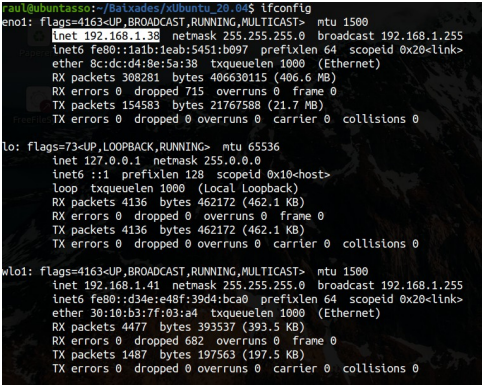 raul@ubuntasso:~/Baixades/xUbuntu_20.04$ ifconfig
eno1: flags=4163<UP,BROADCAST,RUNNING,MULTICAST>  mtu 1500
        inet 192.168.1.38  netmask 255.255.255.0  broadcast 192.168.1.255
        inet6 fe80::1a1b:1eab:5451:b097  prefixlen 64  scopeid 0x20<link>
        ether 8c:dc:d4:8e:5a:38  txqueuelen 1000  (Ethernet)
        RX packets 308281  bytes 406630115 (406.6 MB)
        RX errors 0  dropped 715  overruns 0  frame 0
        TX packets 154583  bytes 21767588 (21.7 MB)
        TX errors 0  dropped 0 overruns 0  carrier 0  collisions 0
lo: flags=73<UP,LOOPBACK,RUNNING>  mtu 65536
        inet 127.0.0.1  netmask 255.0.0.0
        inet6 ::1  prefixlen 128  scopeid 0x10<host>
        loop  txqueuelen 1000  (Local Loopback)
        RX packets 4136  bytes 462172 (462.1 KB)
        RX errors 0  dropped 0  overruns 0  frame 0
        TX packets 4136  bytes 462172 (462.1 KB)
        TX errors 0  dropped 0 overruns 0  carrier 0  collisions 0
wlo1: flags=4163<UP,BROADCAST,RUNNING,MULTICAST>  mtu 1500
        inet 192.168.1.41  netmask 255.255.255.0  broadcast 192.168.1.255
        inet6 fe80::d34e:e48f:39d4:bca0  prefixlen 64  scopeid 0x20<link>
        ether 30:10:b3:7f:03:a4  txqueuelen 1000  (Ethernet)
        RX packets 4477  bytes 393537 (393.5 KB)
        RX errors 0  dropped 682  overruns 0  frame 0
        TX packets 1487  bytes 197563 (197.5 KB)
        TX errors 0  dropped 0 overruns 0  carrier 0  collisions 0